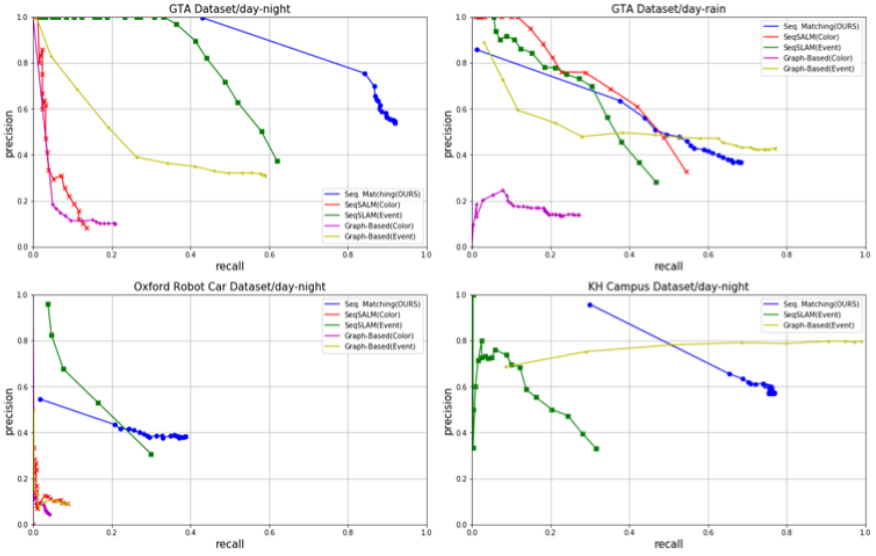 GTA Dataset/day-night
1.0
0.8
0.6
0.4
0.2
0.0
precision
0.0 0.2 0.4 0.6 0.8 1.0
recall
Seq. Matching(OURS)
SeqSALM(Color)
SeqSLAM(Event)
Graph-Based(Color)
Graph-Based(Event)
GTA Dataset/day-rain
1.0
0.8
0.6
0.4
0.2
0.0
precision
0.0 0.2 0.4 0.6 0.8 1.0
recall
Seq. Matching(OURS)
SeqSALM(Color)
SeqSLAM(Event)
Graph-Based(Color)
Graph-Based(Event)
Oxford Robot Car Dataset/day-night
1.0
0.8
0.6
0.4
0.2
0.0
precision
0.0 0.2 0.4 0.6 0.8 1.0
recall
Seq. Matching(OURS)
SeqSALM(Color)
SeqSLAM(Event)
Graph-Based(Color)
Graph-Based(Event)
KH Campus Dataset/day-night
1.0
0.8
0.6
0.4
0.2
0.0
precision
0.0 0.2 0.4 0.6 0.8 1.0
recall
Seq. Matching(OURS)
SeqSLAM(Event)
Graph-Based(Event)